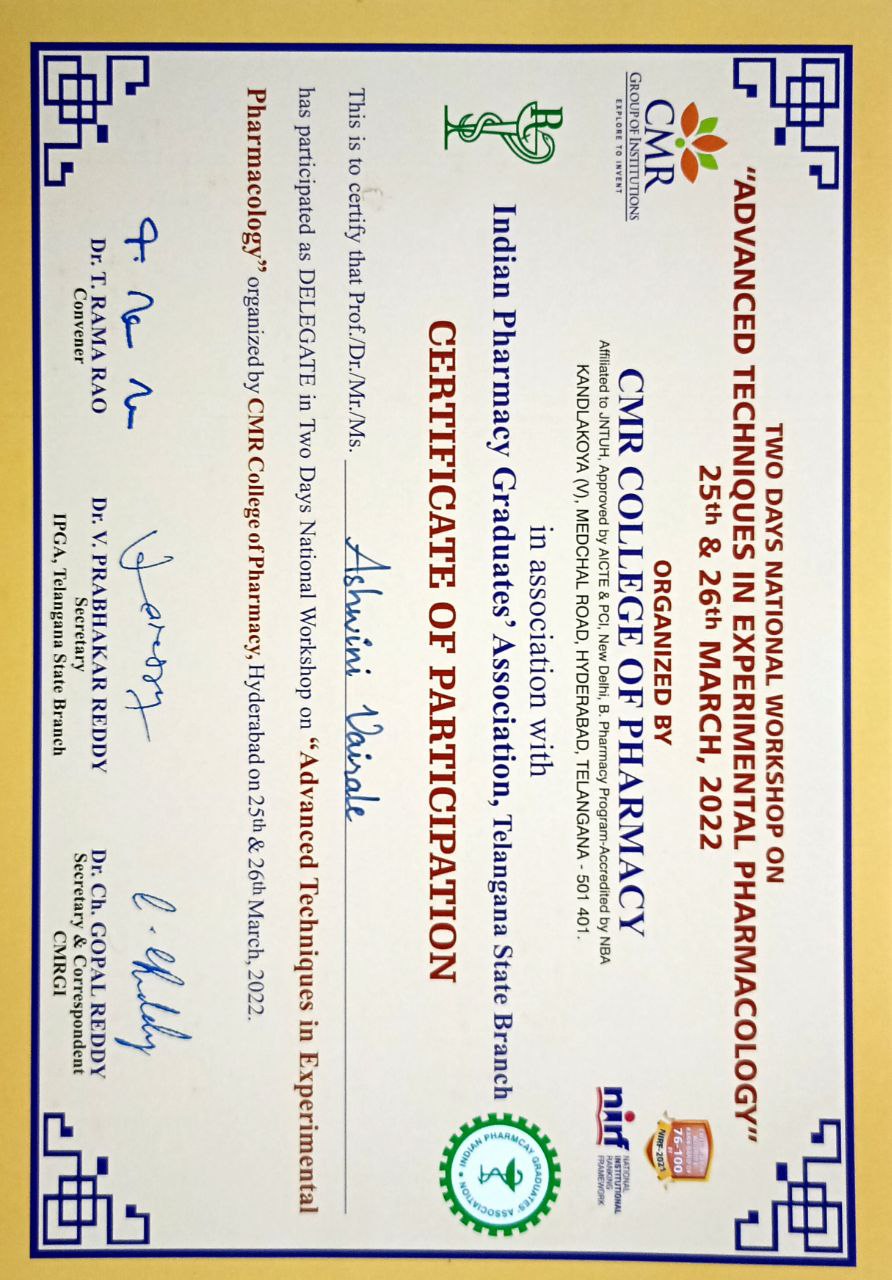 TWO DAYS NATIONAL WORKSHOP ON
"ADVANCED TECHNIQUES IN EXPERIMENTAL PHARMACOLOGY"
25th & 26th MARCH, 2022
CMR
GROUP OF INSTITUTIONS
EXPLORE TO INVENT
76-100
NIRF-2021
nirf NATIONAL
INSTITUTIONAL
RANKING
FRAMEWORK
ORGANIZED BY
CMR COLLEGE OF PHARMACY
Affiliated to JNTUH, Approved by AICTE & PCI, New Delhi, B. Pharmacy Program-Accredited by NBA
KANDLAKOYA (V), MEDCHAL ROAD, HYDERABAD, TELANGANA - 501 401.
R
in association with
Indian Pharmacy Graduates' Association, Telangana State Branch
INDIAN PHARMCAY GRADUATES' ASSOCIATION
CERTIFICATE OF PARTICIPATION
This is to certify that Prof./Dr./Mr./Ms. Ashwini Vairale
has participated as DELEGATE in Two Days National Workshop on "Advanced Techniques in Experimental
Pharmacology" organized by CMR College of Pharmacy, Hyderabad on 25th & 26th March, 2022.
Dr. T. RAMA RAO
Convener
Dr. V. PRABHAKAR REDDY
Secretary
IPGA, Telangana State Branch
Dr. Ch. GOPAL REDDY
Secretary & Correspondent
CMRGI